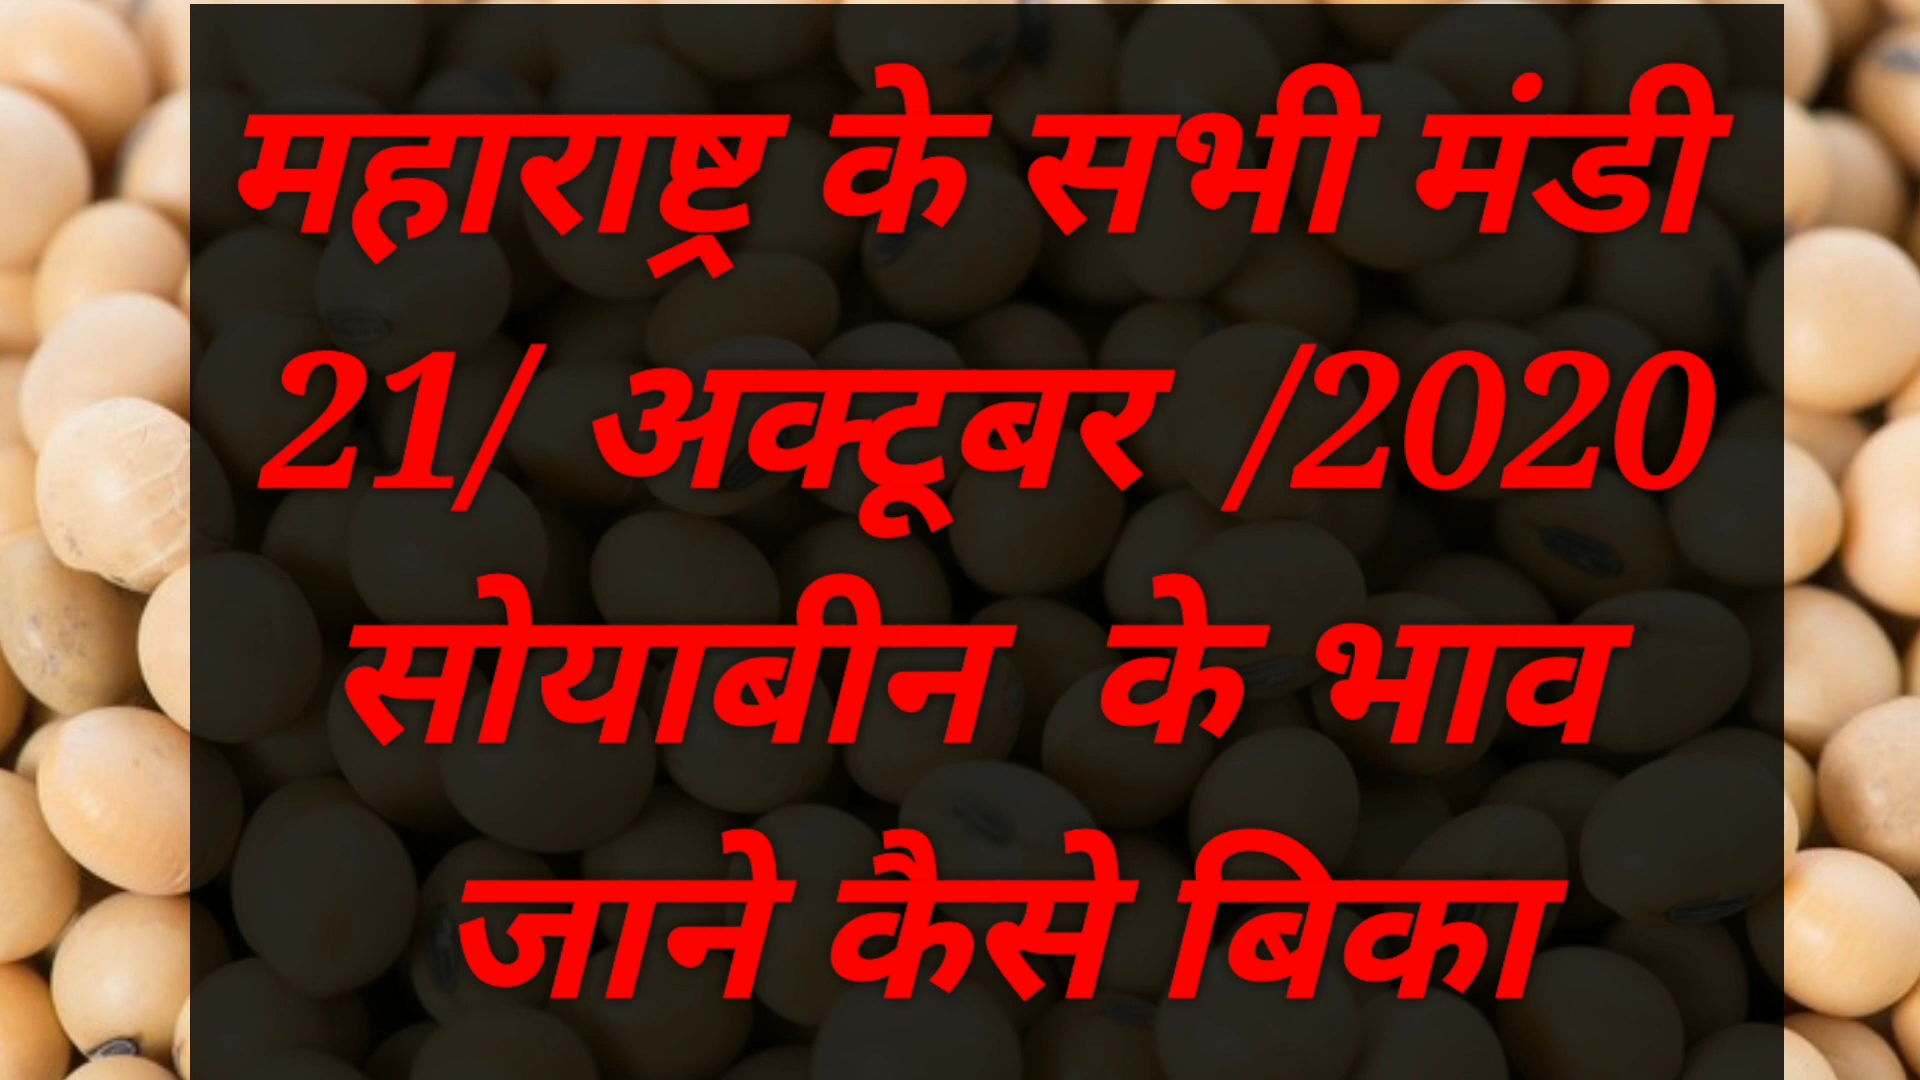 महाराष्ट्र के सभी मंडी
21/ अक्टूबर /2020
सोयाबीन के भाव
जाने कैसे बिका